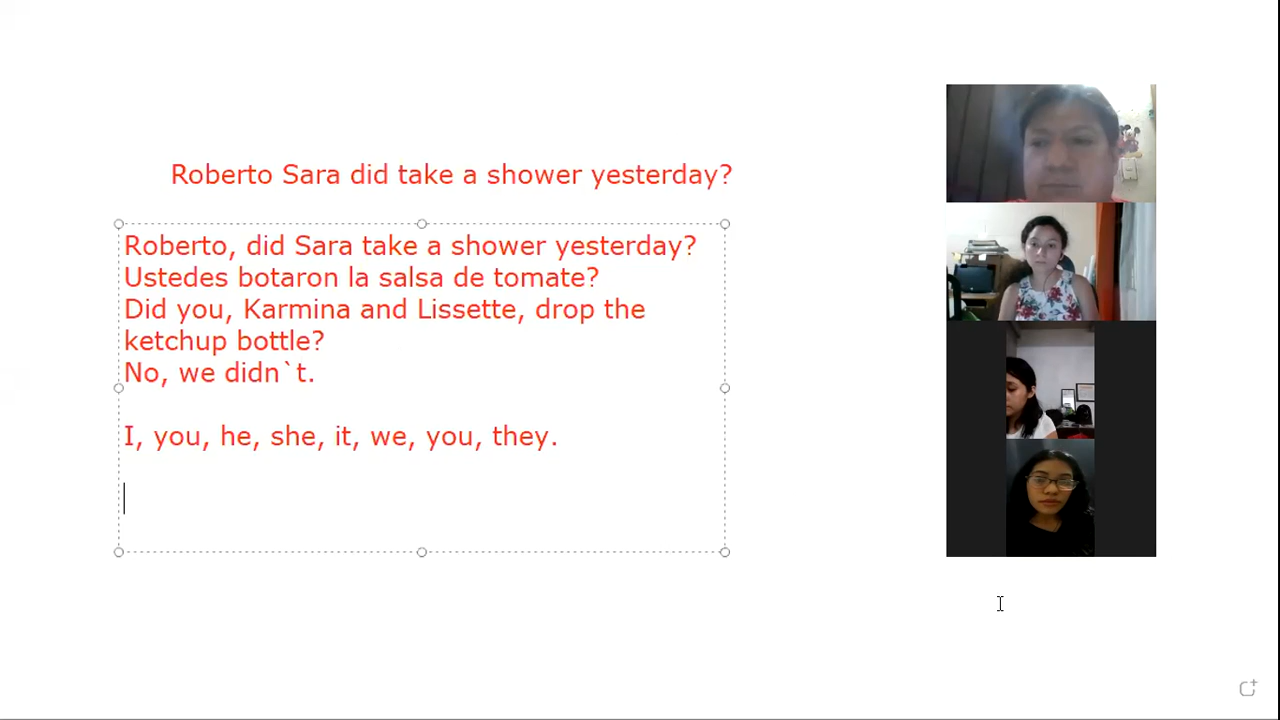 Roberto Sara did take a shower yesterday?
Roberto, did Sara take a shower yesterday?
Ustedes botaron la salsa de tomate?
Did you, Karmina and Lissette, drop the
ketchup bottle?
No, we didn`t.
I, you, he, she, it, we, you, they.